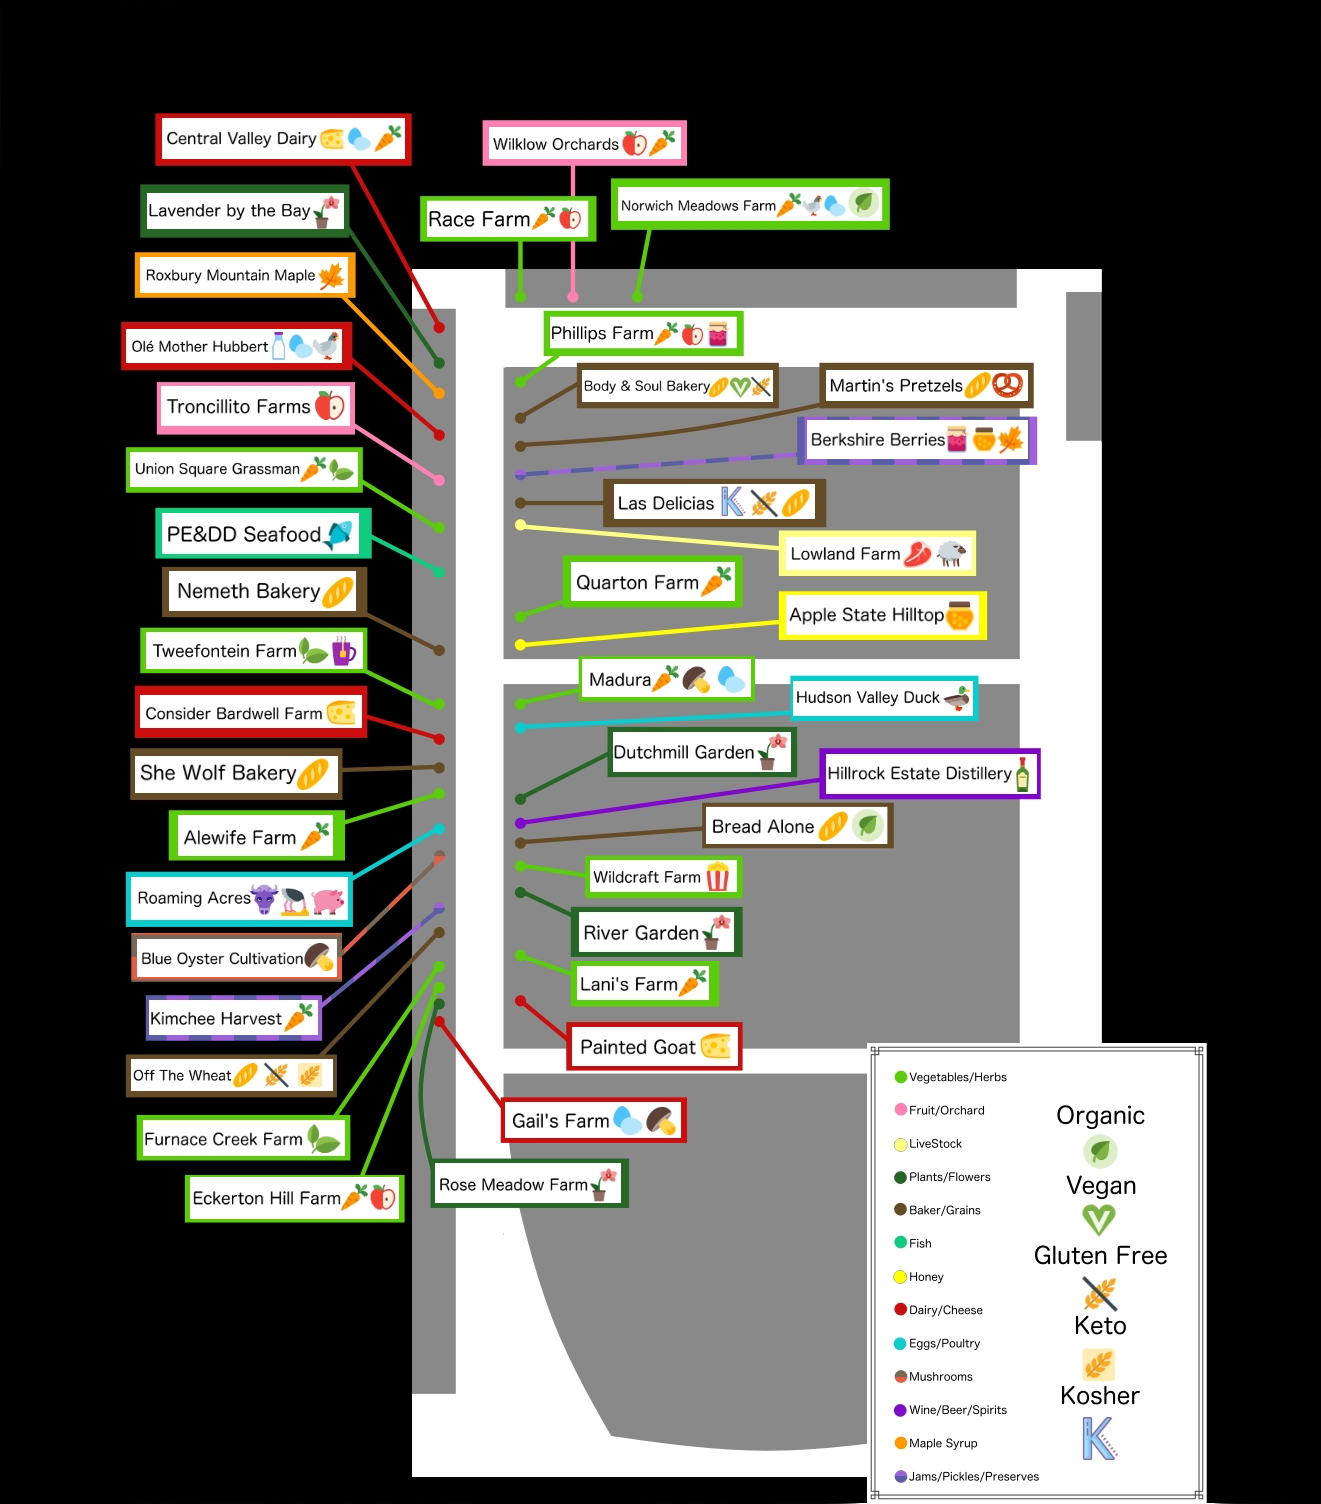 Central Valley Dairy
Wilklow Orchards
Lavender by the Bay
Race Farm
Norwich Meadows Farm
Roxbury Mountain Maple
Olé Mother Hubbert
Phillips Farm
Body & Soul Bakery
Martin's Pretzels
Troncillito Farms
Berkshire Berries
Union Square Grassman
Las Delicias
PE&DD Seafood
Lowland Farm
Nemeth Bakery
Quarton Farm
Apple State Hilltop
Tweefontein Farm
Madura
Hudson Valley Duck
Consider Bardwell Farm
Dutchmill Garden
She Wolf Bakery
Hillrock Estate Distillery
Alewife Farm
Bread Alone
Roaming Acres
Wildcraft Farm
Blue Oyster Cultivation
River Garden
Kimchee Harvest
Lani's Farm
Off The Wheat
Painted Goat
Furnace Creek Farm
Gail's Farm
Eckerton Hill Farm
Rose Meadow Farm
Vegetables/Herbs
Fruit/Orchard
LiveStock
Plants/Flowers
Baker/Grains
Fish
Honey
Dairy/Cheese
Eggs/Poultry
Mushrooms
Wine/Beer/Spirits
Maple Syrup
Jams/Pickles/Preserves
Organic
Vegan
Gluten Free
Keto
Kosher
K